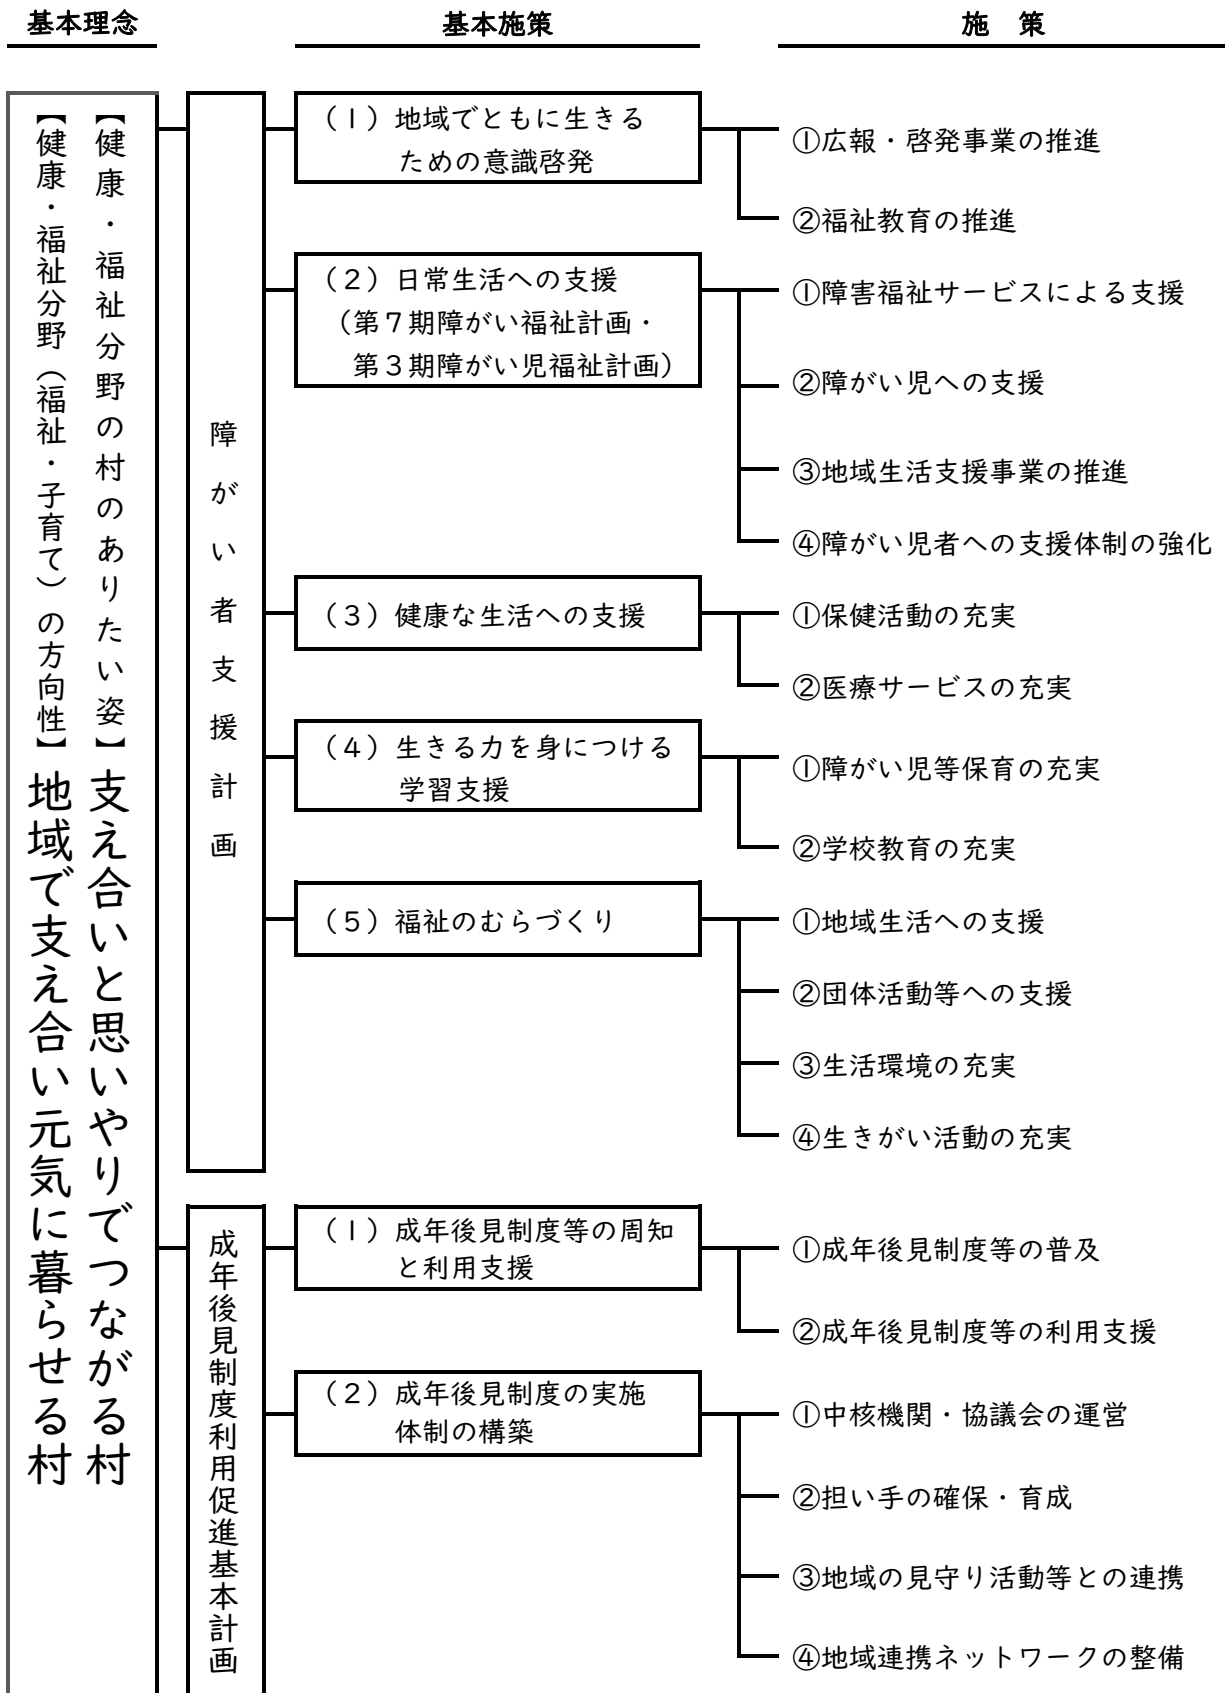 基本理念
基本施策
施　策
【健康・福祉分野の村のありたい姿】支え合いと思いやりでつながる村
【健康・福祉分野（福祉・子育て）の方向性】地域で支え合い元気に暮らせる村
障がい者支援計画
（１）地域でともに生きる
ための意識啓発
①広報・啓発事業の推進
②福祉教育の推進
（２）日常生活への支援
（第７期障がい福祉計画・
第３期障がい児福祉計画）
①障害福祉サービスによる支援
②障がい児への支援
③地域生活支援事業の推進
④障がい児者への支援体制の強化
（３）健康な生活への支援
①保健活動の充実
②医療サービスの充実
（４）生きる力を身につける
学習支援
①障がい児等保育の充実
②学校教育の充実
（５）福祉のむらづくり
①地域生活への支援
②団体活動等への支援
③生活環境の充実
④生きがい活動の充実
成年後見制度利用促進基本計画
（１）成年後見制度等の周知
と利用支援
①成年後見制度等の普及
②成年後見制度等の利用支援
（２）成年後見制度の実施
体制の構築
①中核機関・協議会の運営
②担い手の確保・育成
③地域の見守り活動等との連携
④地域連携ネットワークの整備